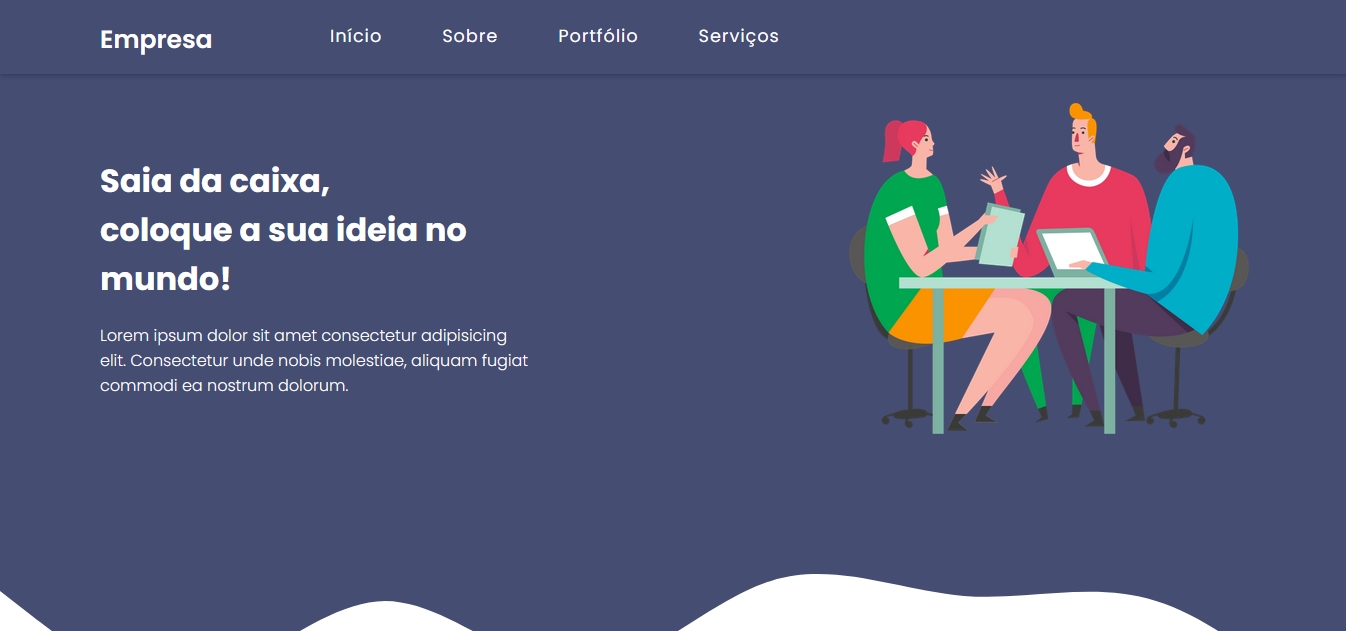 Empresa
Início
Sobre
Portfólio
Serviços
Saia da caixa,
coloque a sua ideia no
mundo!
Lorem ipsum dolor sit amet consectetur adipisicing
elit. Consectetur unde nobis molestiae, aliquam fugiat
commodi ea nostrum dolorum.